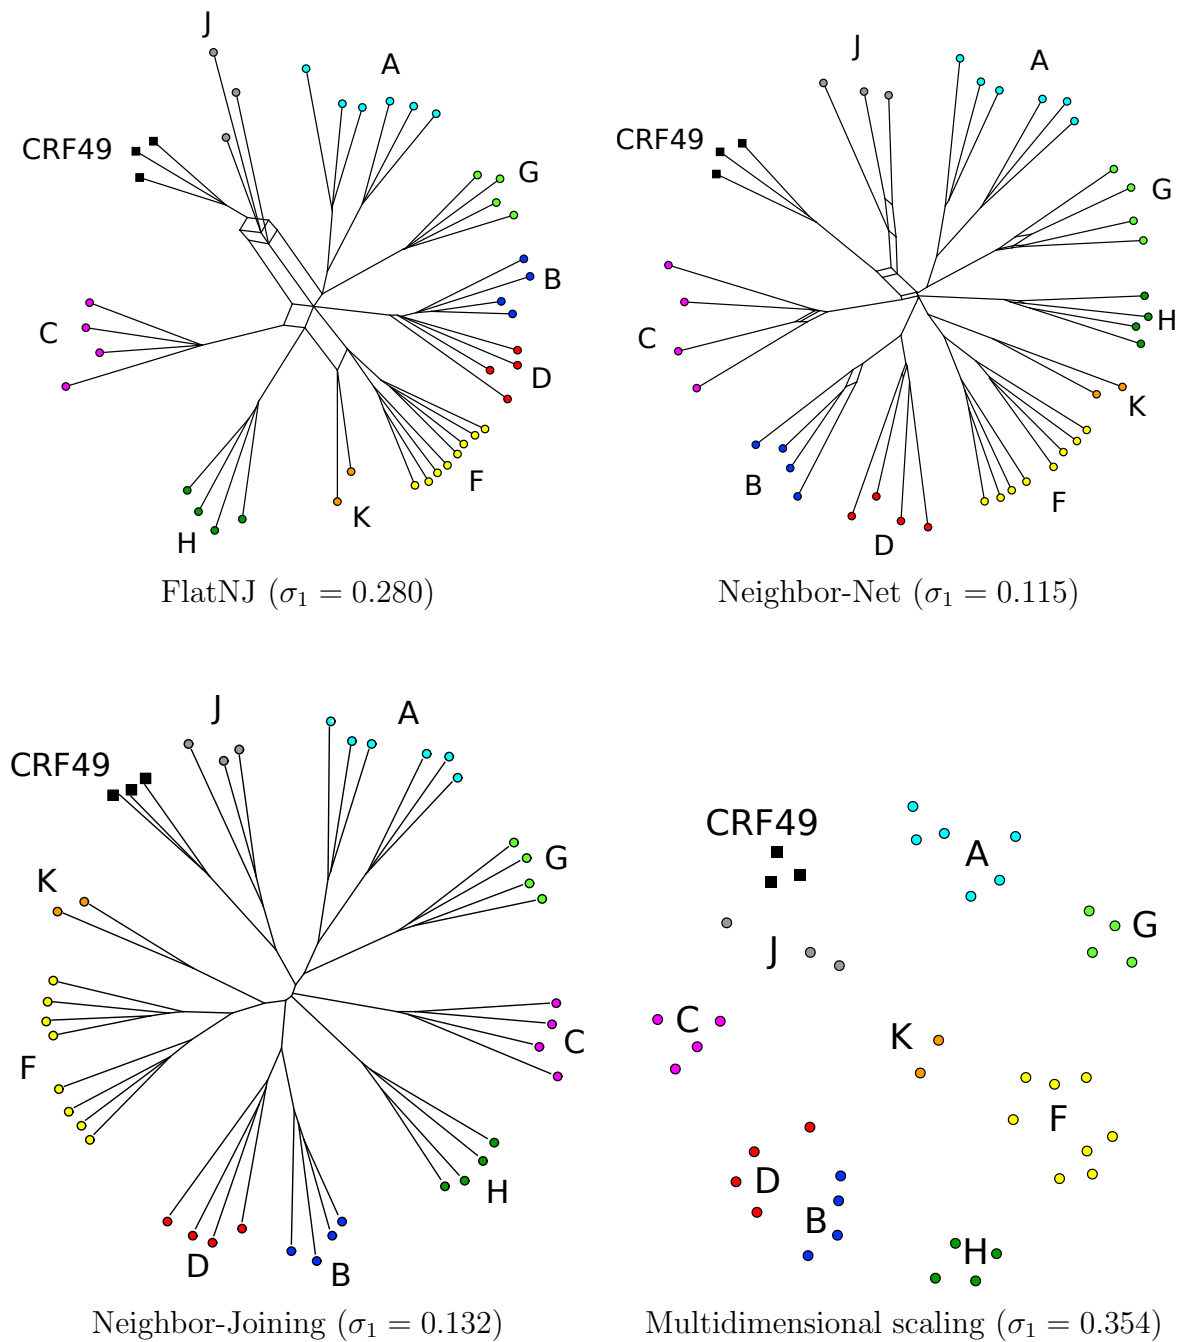 J
A
CRF49
G
B
C
D
F
K
H
FlatNJ (σ₁ = 0.280)
J
A
CRF49
G
H
C
K
B
F
D
Neighbor-Net (σ₁ = 0.115)
J
A
CRF49
G
K
C
F
H
D
B
Neighbor-Joining (σ₁ = 0.132)
CRF49
A
G
J
C
K
F
D
B
H
Multidimensional scaling (σ₁ = 0.354)